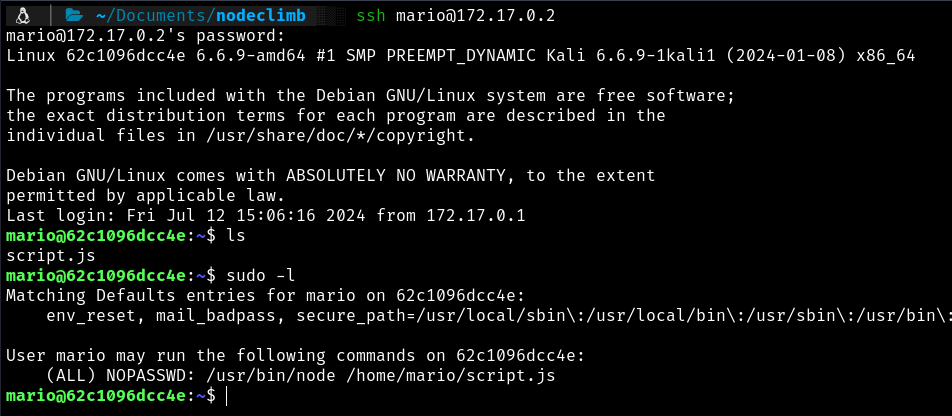 ~/Documents/nodeclimb ssh mario@172.17.0.2
mario@172.17.0.2's password:
Linux 62c1096dcc4e 6.6.9-amd64 #1 SMP PREEMPT_DYNAMIC Kali 6.6.9-1kali1 (2024-01-08) x86_64
The programs included with the Debian GNU/Linux system are free software;
the exact distribution terms for each program are described in the
individual files in /usr/share/doc/*/copyright.
Debian GNU/Linux comes with ABSOLUTELY NO WARRANTY, to the extent
permitted by applicable law.
Last login: Fri Jul 12 15:06:16 2024 from 172.17.0.1
mario@62c1096dcc4e:~$ ls
script.js
mario@62c1096dcc4e:~$ sudo -l
Matching Defaults entries for mario on 62c1096dcc4e:
env_reset, mail_badpass, secure_path=/usr/local/sbin\:/usr/local/bin\:/usr/sbin\:/usr/bin\:
User mario may run the following commands on 62c1096dcc4e:
(ALL) NOPASSWD: /usr/bin/node /home/mario/script.js
mario@62c1096dcc4e:~$